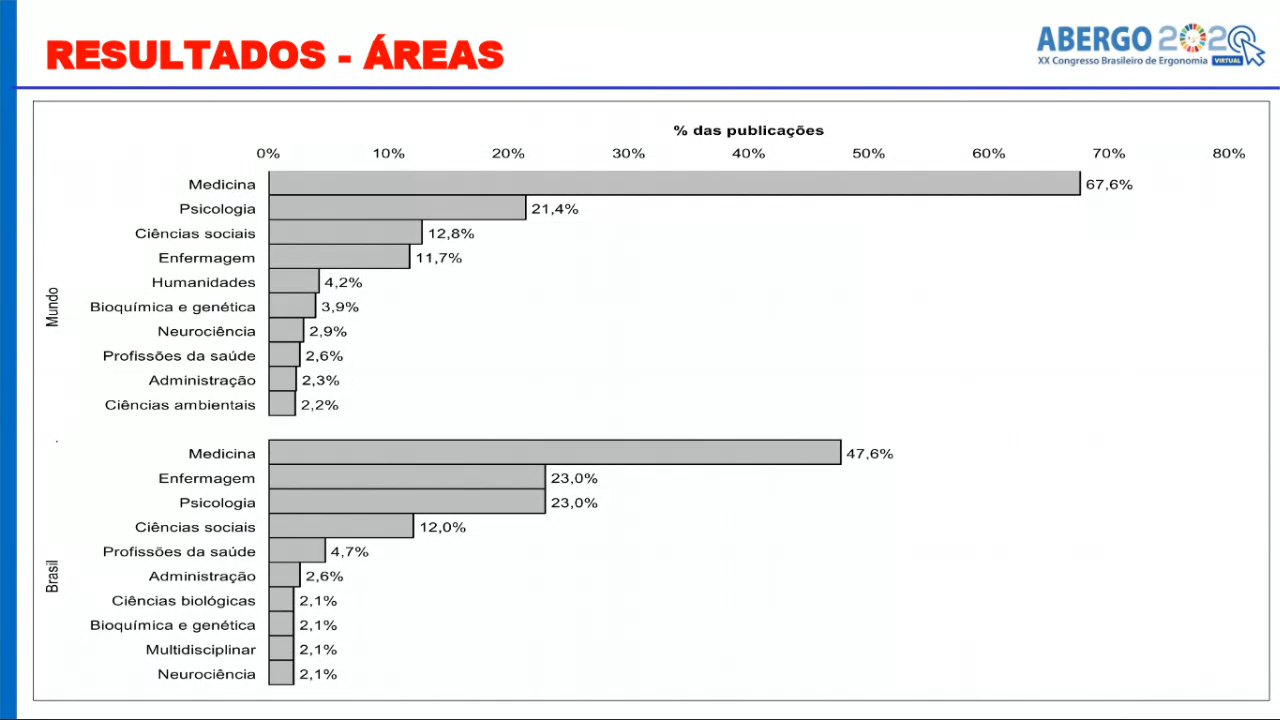 RESULTADOS - ÁREAS
ABERGO 2020
XX Congresso Brasileiro de Ergonomia VIRTUAL
% das publicações
0% 10% 20% 30% 40% 50% 60% 70% 80%
Mundo
Medicina 67,6%
Psicologia 21,4%
Ciências sociais 12,8%
Enfermagem 11,7%
Humanidades 4,2%
Bioquímica e genética 3,9%
Neurociência 2,9%
Profissões da saúde 2,6%
Administração 2,3%
Ciências ambientais 2,2%
Brasil
Medicina 47,6%
Enfermagem 23,0%
Psicologia 23,0%
Ciências sociais 12,0%
Profissões da saúde 4,7%
Administração 2,6%
Ciências biológicas 2,1%
Bioquímica e genética 2,1%
Multidisciplinar 2,1%
Neurociência 2,1%